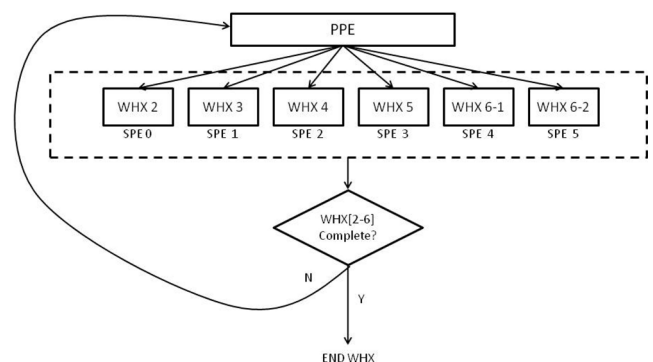 PPE
WHX 2 WHX 3 WHX 4 WHX 5 WHX 6-1 WHX 6-2
SPE 0 SPE 1 SPE 2 SPE 3 SPE 4 SPE 5
WHX[2-6]
Complete?
N
Y
END WHX